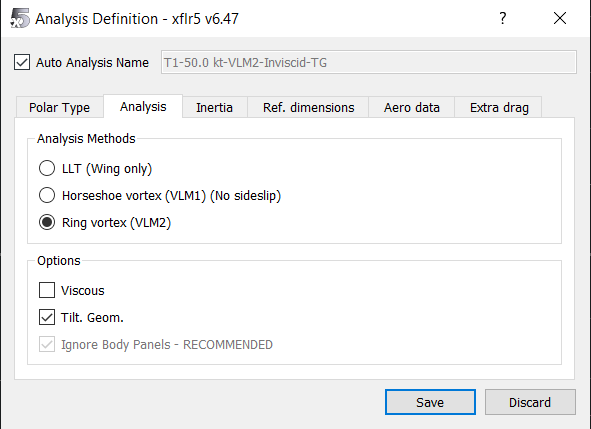 Analysis Definition - xflr5 v6.47
Auto Analysis Name T1-50.0 kt-VLM2-Inviscid-TG
Polar Type Analysis Inertia Ref. dimensions Aero data Extra drag
Analysis Methods
LLT (Wing only)
Horseshoe vortex (VLM1) (No sideslip)
Ring vortex (VLM2)
Options
Viscous
Tilt. Geom.
Ignore Body Panels - RECOMMENDED
Save Discard